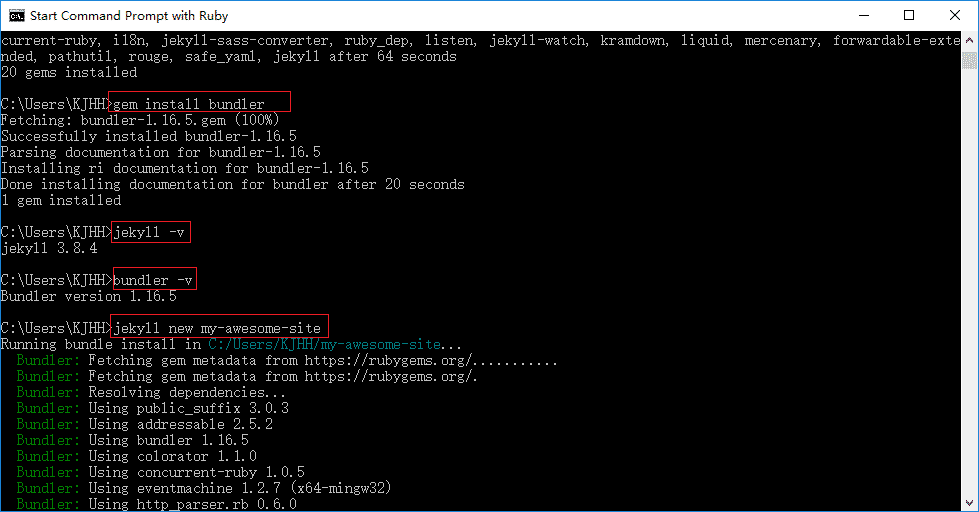 Start Command Prompt with Ruby
current-ruby, i18n, jekyll-sass-converter, ruby_dep, listen, jekyll-watch, kramdown, liquid, mercenary, forwardable-exte
nded, pathutil, rouge, safe_yaml, jekyll after 64 seconds
20 gems installed
C:\Users\KJHH>gem install bundler
Fetching: bundler-1.16.5.gem (100%)
Successfully installed bundler-1.16.5
Parsing documentation for bundler-1.16.5
Installing ri documentation for bundler-1.16.5
Done installing documentation for bundler after 20 seconds
1 gem installed
C:\Users\KJHH>jekyll -v
jekyll 3.8.4
C:\Users\KJHH>bundler -v
Bundler version 1.16.5
C:\Users\KJHH>jekyll new my-awesome-site
Running bundle install in C:/Users/KJHH/my-awesome-site...
Bundler: Fetching gem metadata from https://rubygems.org/...........
Bundler: Fetching gem metadata from https://rubygems.org/.
Bundler: Resolving dependencies...
Bundler: Using public_suffix 3.0.3
Bundler: Using addressable 2.5.2
Bundler: Using bundler 1.16.5
Bundler: Using colorator 1.1.0
Bundler: Using concurrent-ruby 1.0.5
Bundler: Using eventmachine 1.2.7 (x64-mingw32)
Bundler: Using http_parser.rb 0.6.0